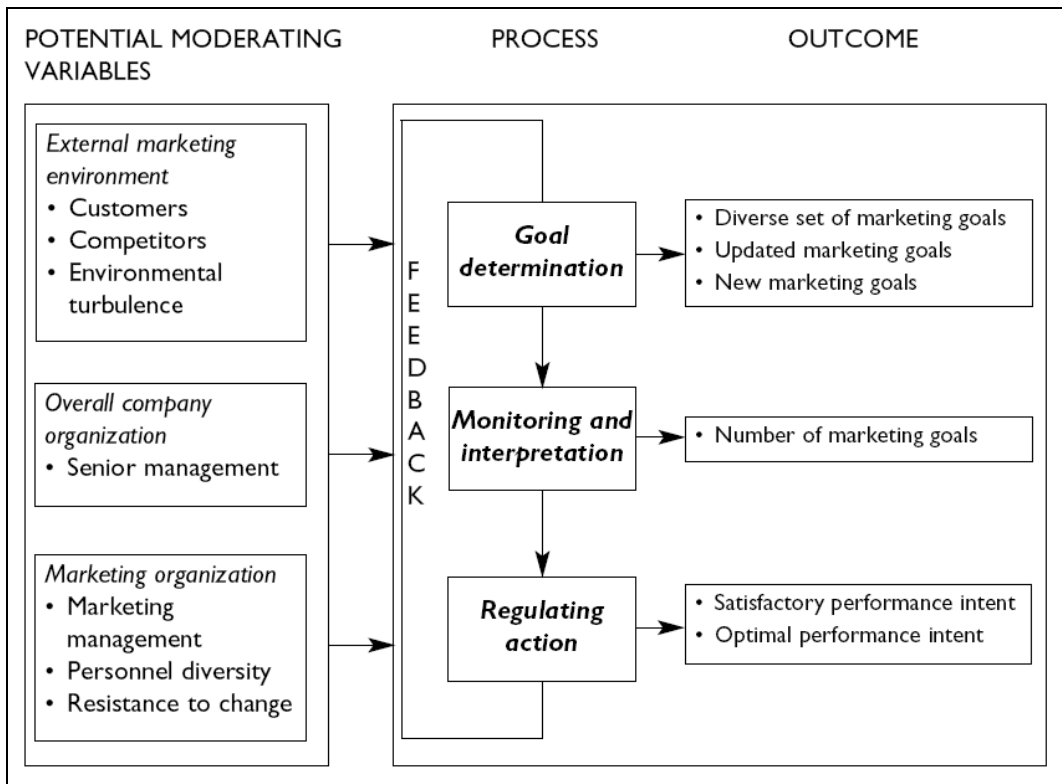 POTENTIAL MODERATING
VARIABLES
PROCESS
OUTCOME
External marketing
environment
• Customers
• Competitors
• Environmental
turbulence
Overall company
organization
• Senior management
Marketing organization
• Marketing
management
• Personnel diversity
• Resistance to change
F
E
E
D
B
A
C
K
Goal
determination
Monitoring and
interpretation
Regulating
action
• Diverse set of marketing goals
• Updated marketing goals
• New marketing goals
• Number of marketing goals
• Satisfactory performance intent
• Optimal performance intent